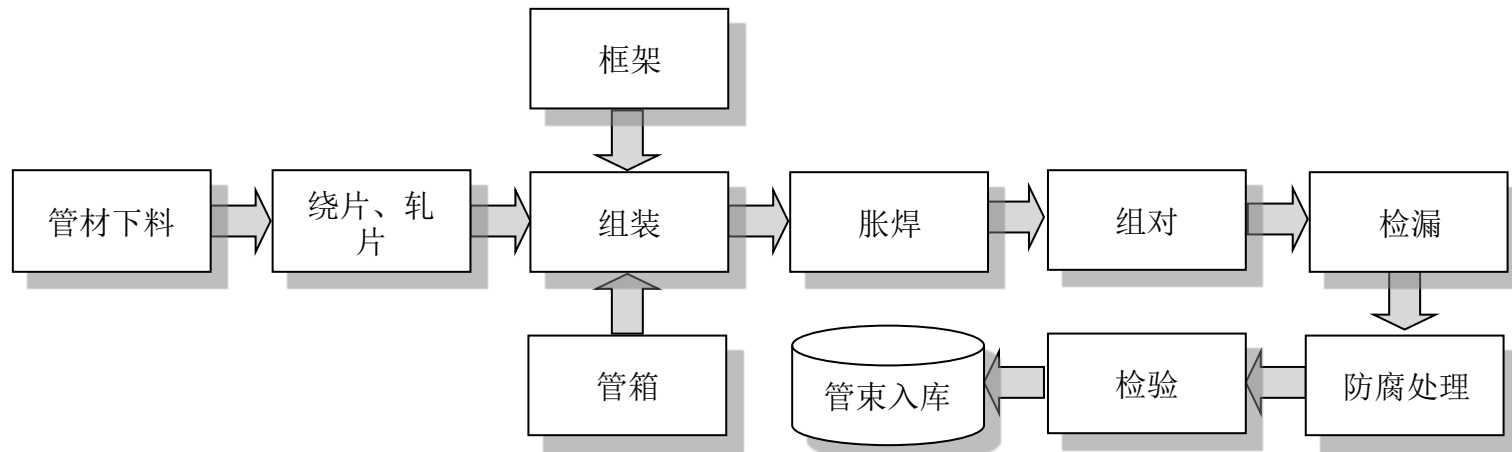 框架
管材下料
绕片、轧
片
组装
胀焊
组对
检漏
管箱
管束入库
检验
防腐处理